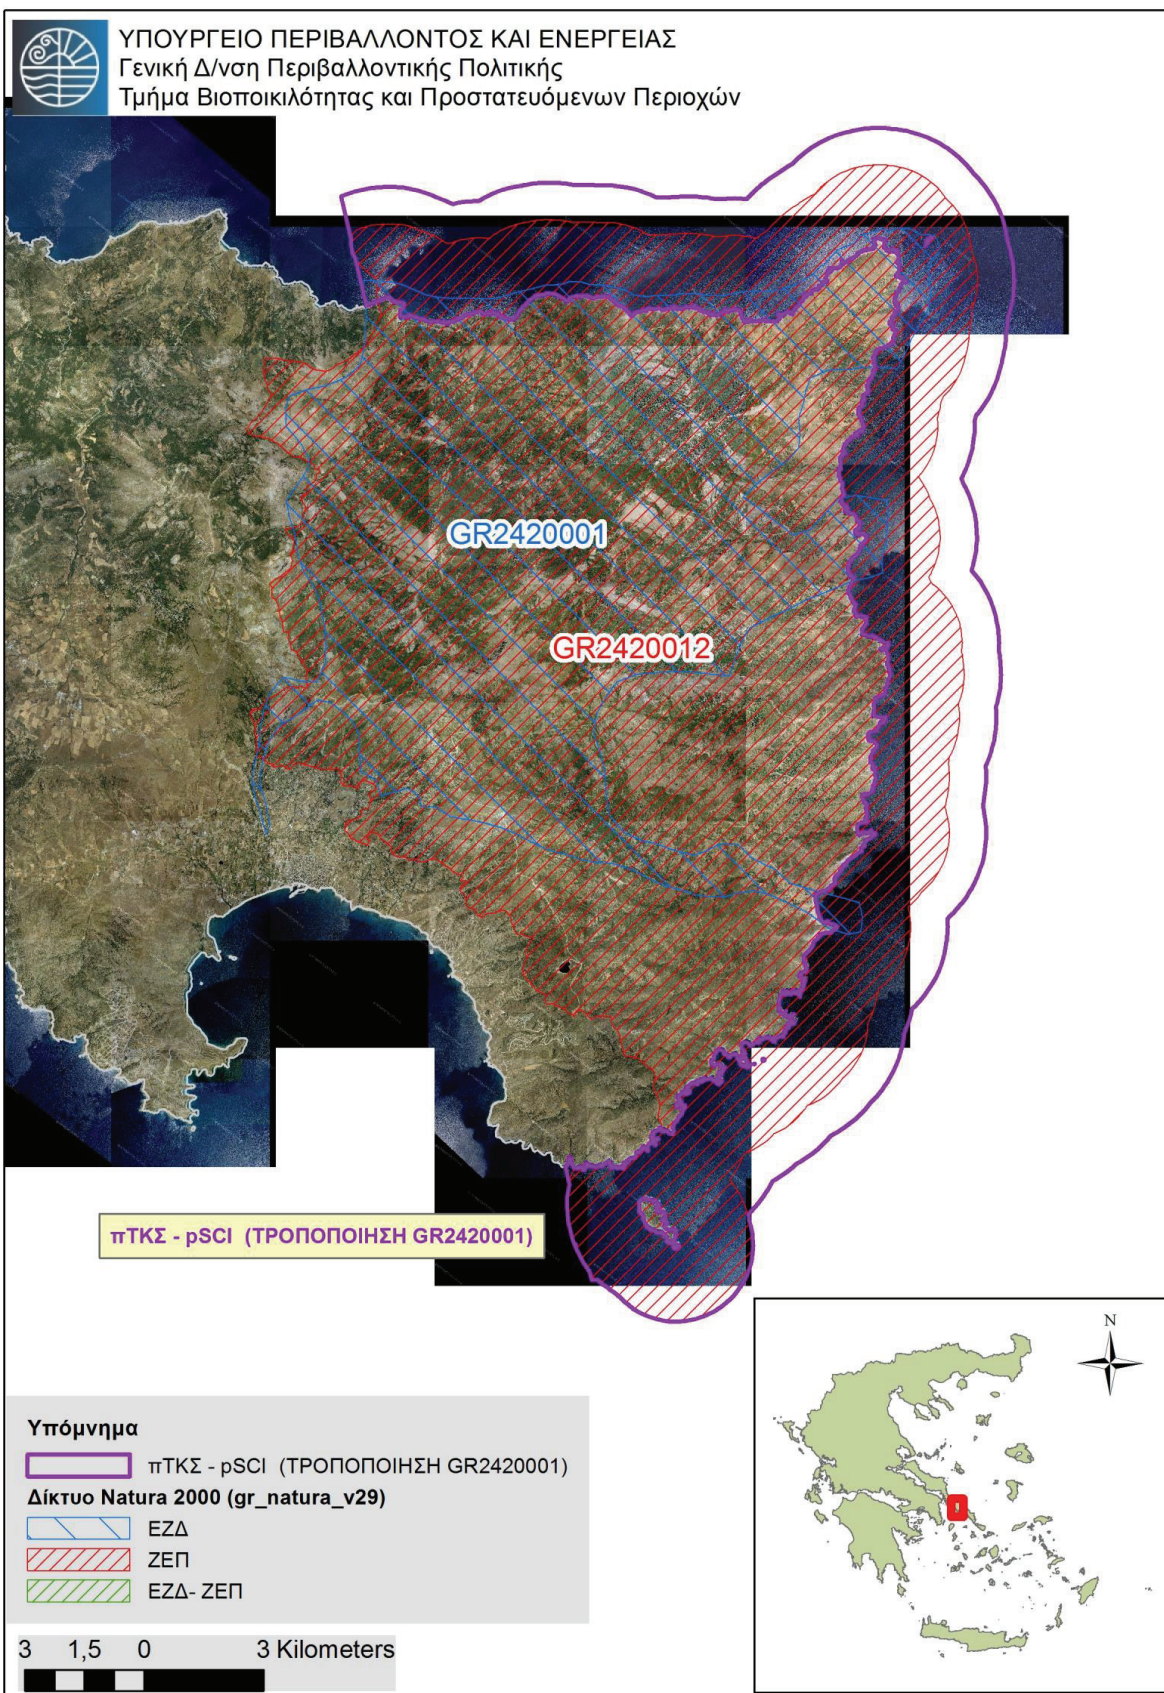 ΥΠΟΥΡΓΕΙΟ ΠΕΡΙΒΑΛΛΟΝΤΟΣ ΚΑΙ ΕΝΕΡΓΕΙΑΣ
Γενική Δ/νση Περιβαλλοντικής Πολιτικής
Τμήμα Βιοποικιλότητας και Προστατευόμενων Περιοχών
GR2420001
GR2420012
πΤΚΣ - pSCI (ΤΡΟΠΟΠΟΙΗΣΗ GR2420001)
N
Υπόμνημα
πΤΚΣ - pSCI (ΤΡΟΠΟΠΟΙΗΣΗ GR2420001)
Δίκτυο Natura 2000 (gr_natura_v29)
ΕΖΔ
ΖΕΠ
ΕΖΔ- ΖΕΠ
3 1,5 0 3 Kilometers